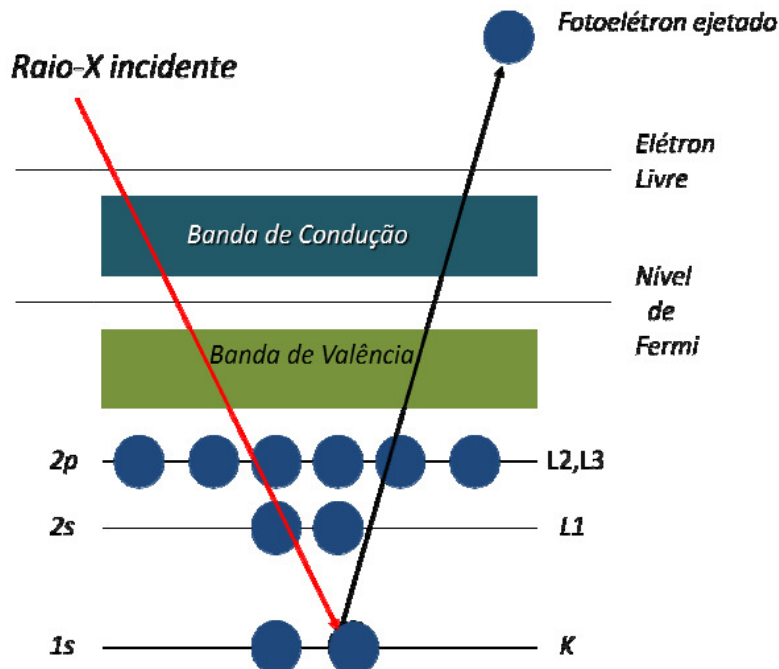 Fotoelétron ejetado
Raio-X incidente
Elétron
Livre
Banda de Condução
Nível
de
Fermi
Banda de Valência
2p
L2,L3
2s
L1
1s
K